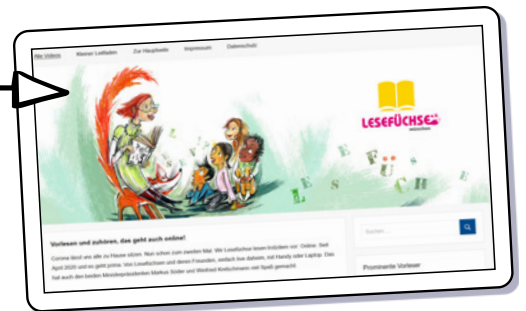 Alle Videos Kleiner Leitfaden Zur Hauptseite Impressum Datenschutz
LESEFÜCHSE
münchen
L E S E F Ü C H S E
Vorlesen und zuhören, das geht auch online!
Corona lässt uns alle zu Hause sitzen. Nun schon zum zweiten Mal. Wir Lesefüchse lesen trotzdem vor. Online. Seit
April 2020 und es geht prima. Von Lesefüchsen und deren Freunden, einfach live daheim, mit Handy oder Laptop. Das
hat auch den beiden Ministerpräsidenten Markus Söder und Winfried Kretschmann viel Spaß gemacht!
Suchen
Prominente Vorleser